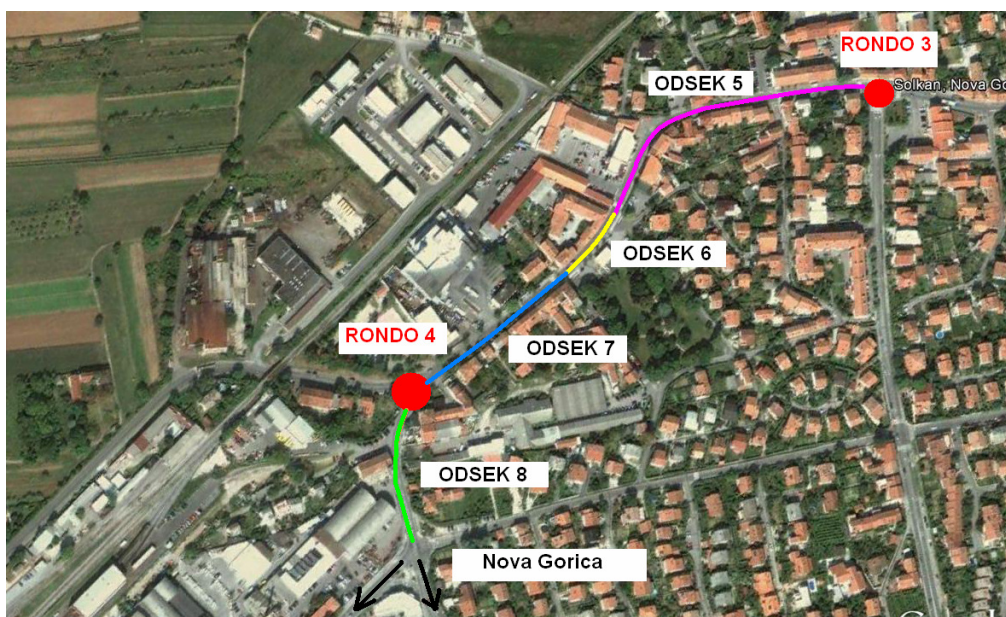 RONDO 3
ODSEK 5
Solkan, Nova Go
ODSEK 6
RONDO 4
ODSEK 7
ODSEK 8
Nova Gorica